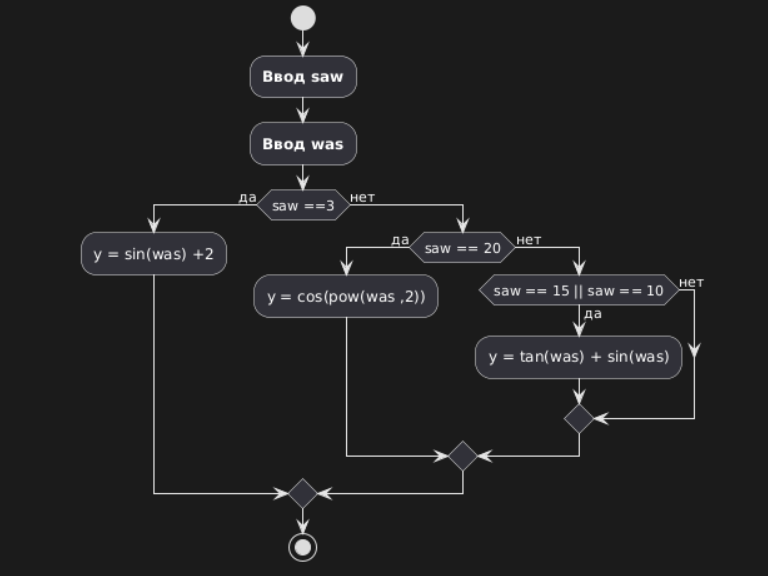 Ввод saw
Ввод was
да
saw ==3
нет
y = sin(was) +2
да
saw == 20
нет
y = cos(pow(was ,2))
saw == 15 || saw == 10
нет
да
y = tan(was) + sin(was)